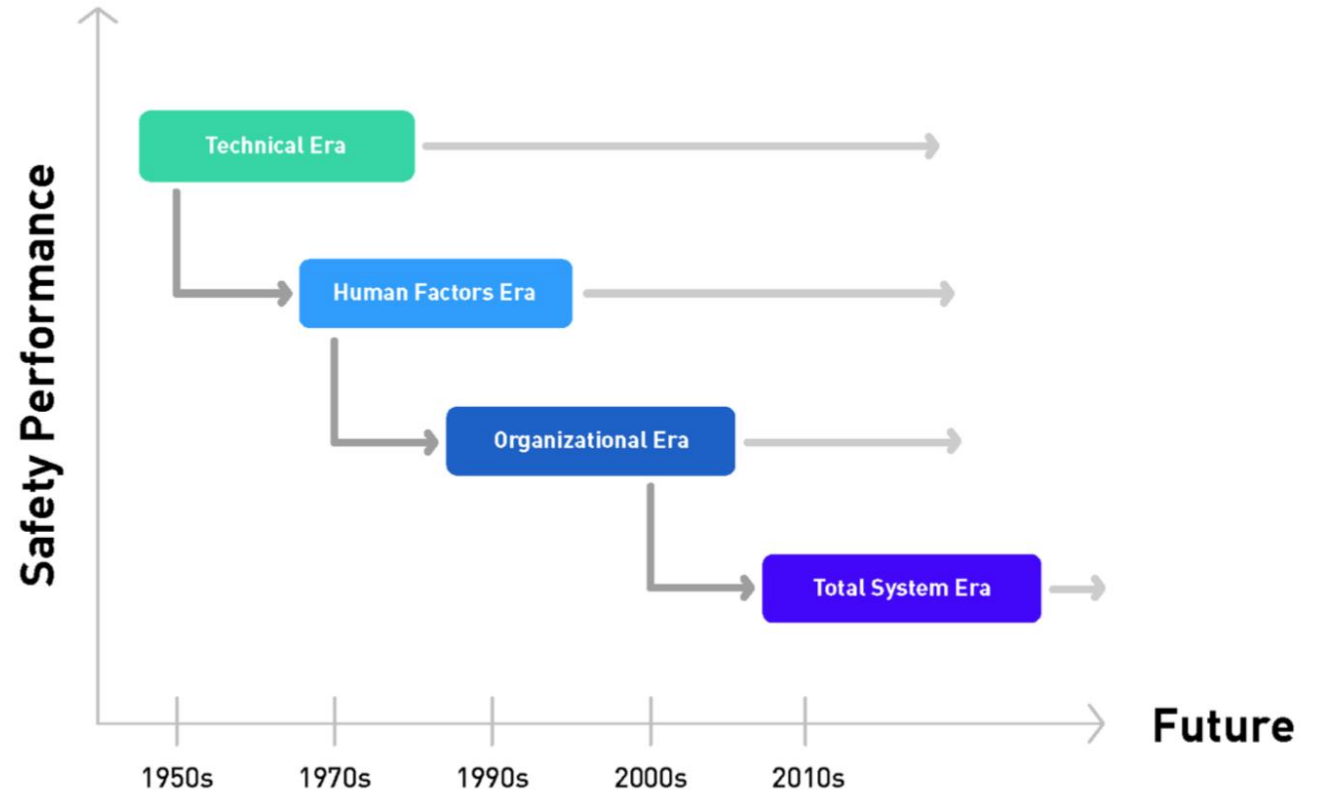 Safety Performance
Technical Era
Human Factors Era
Organizational Era
Total System Era
Future
1950s
1970s
1990s
2000s
2010s